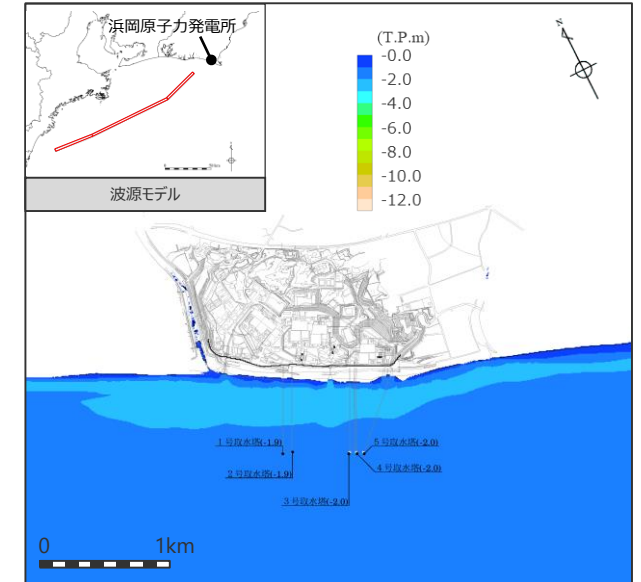 浜岡原子力発電所
波源モデル
(T.P.m)
-0.0
-2.0
-4.0
-6.0
-8.0
-10.0
-12.0
1号取水塔(-1.9)
2号取水塔(-1.9)
3号取水塔(-2.0)
5号取水塔(-2.0)
4号取水塔(-2.0)
0 1km